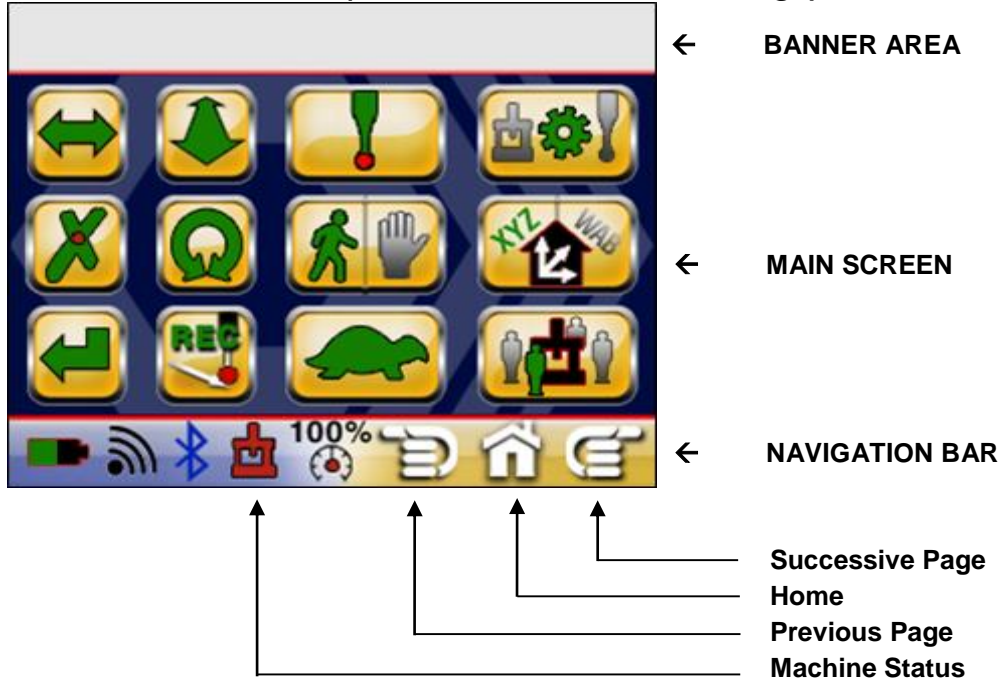 BANNER AREA
XYZ
WAB
MAIN SCREEN
REC
100%
NAVIGATION BAR
Successive Page
Home
Previous Page
Machine Status